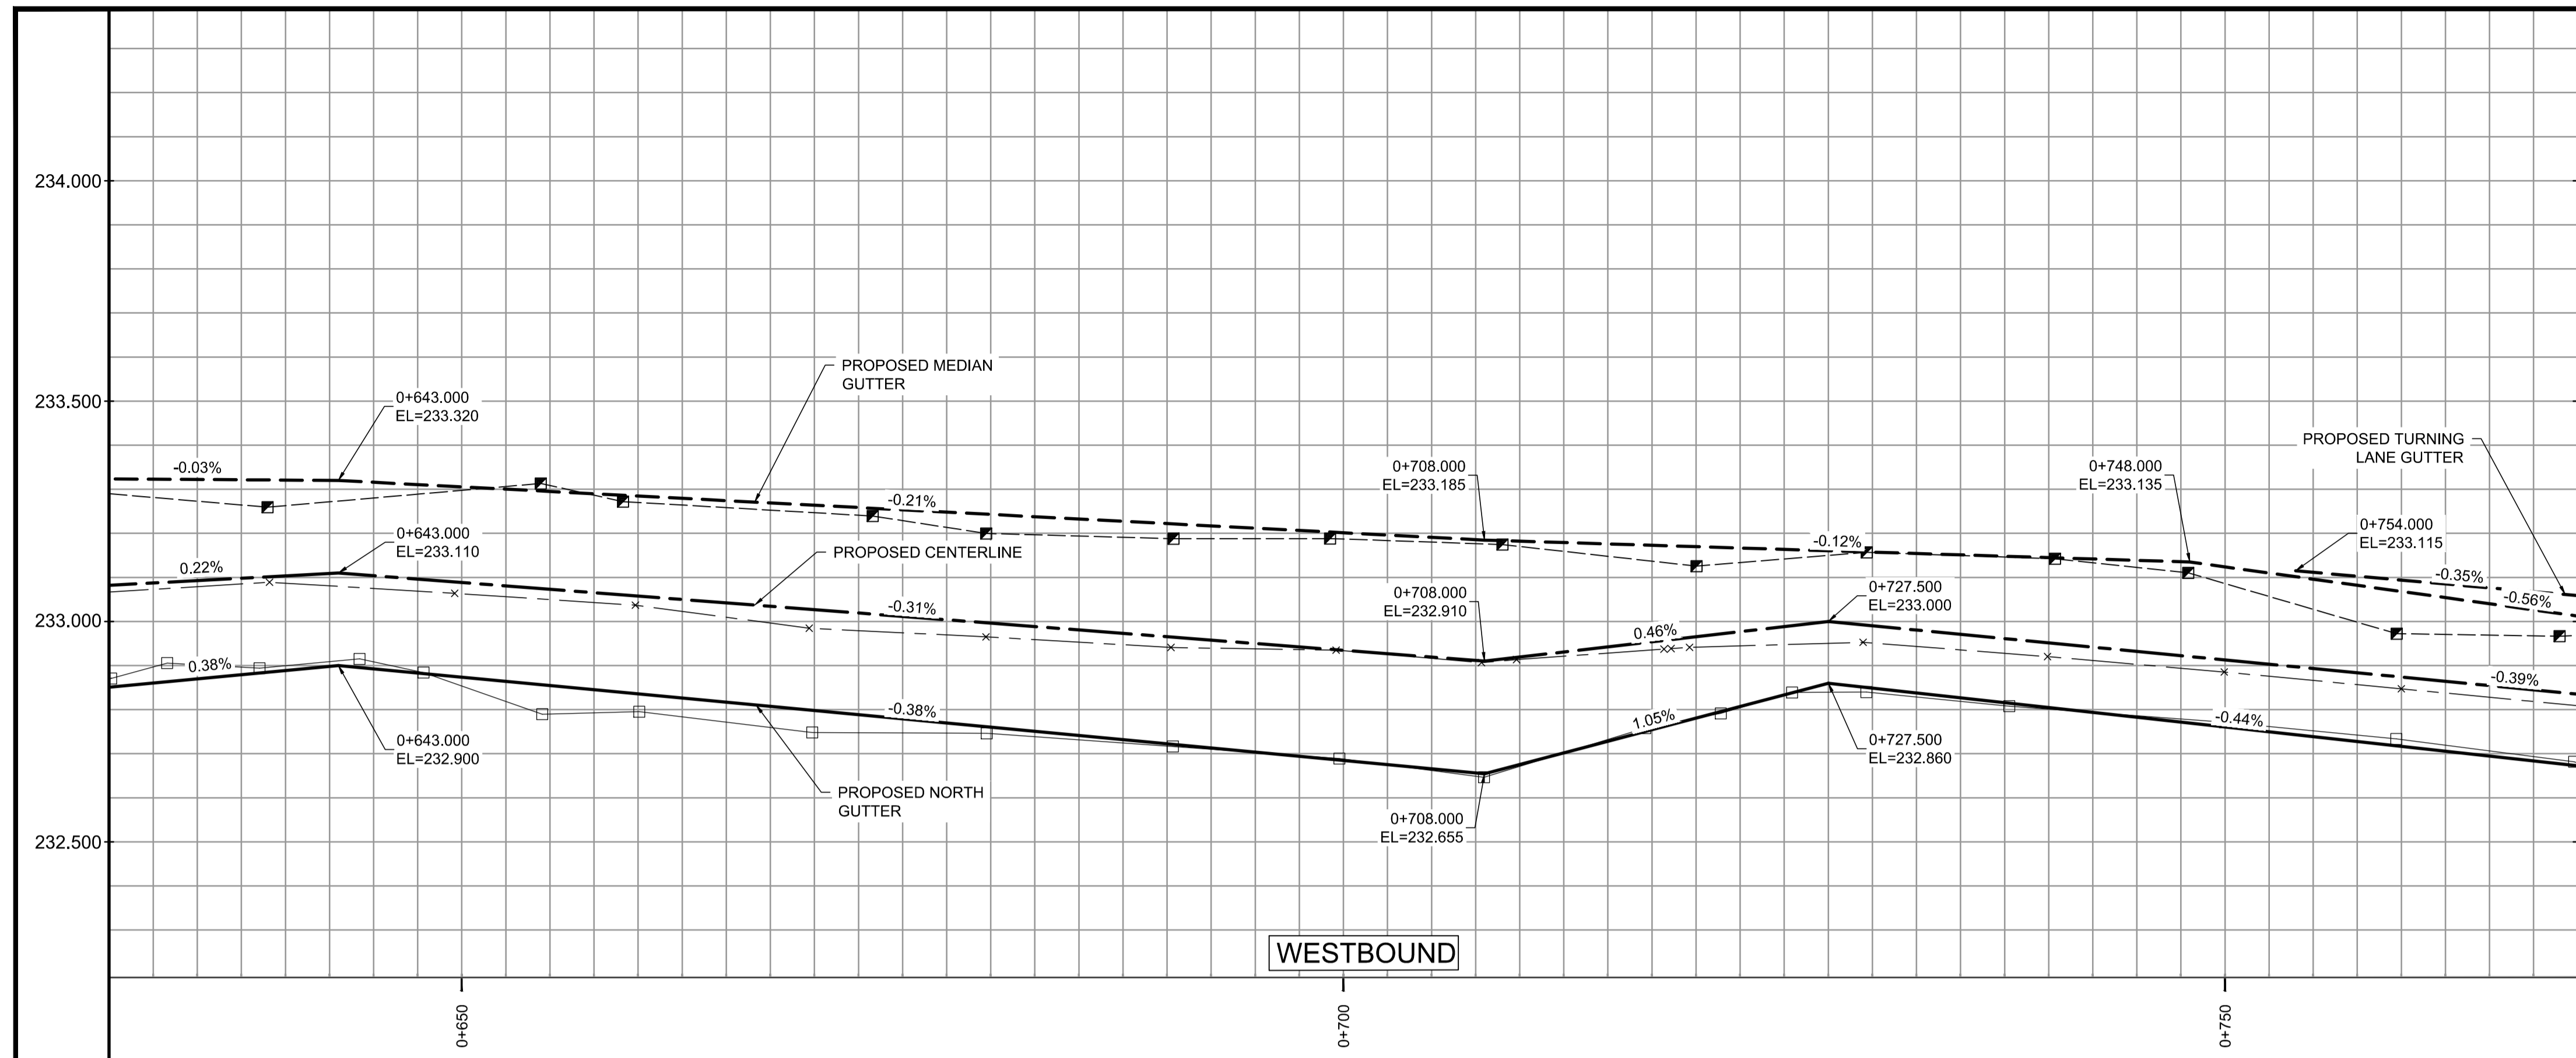 234.000
233.500
233.000
232.500
0+643.000
EL=233.320
PROPOSED MEDIAN
GUTTER
-0.03%
-0.21%
0+708.000
EL=233.185
-0.12%
0+748.000
EL=233.135
PROPOSED TURNING
LANE GUTTER
0+754.000
EL=233.115
-0.35%
-0.56%
0+643.000
EL=233.110
PROPOSED CENTERLINE
0.22%
-0.31%
0+708.000
EL=232.910
0.46%
0+727.500
EL=233.000
-0.39%
0.38%
0+643.000
EL=232.900
-0.38%
PROPOSED NORTH
GUTTER
0+708.000
EL=232.655
1.05%
0+727.500
EL=232.860
-0.44%
WESTBOUND
0+650
0+700
0+750